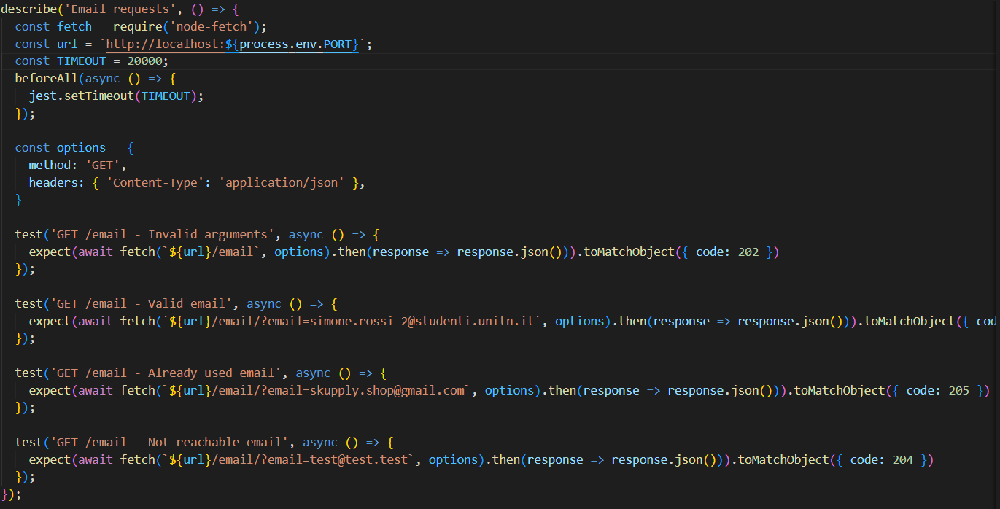 describe('Email requests', () => {
  const fetch = require('node-fetch');
  const url = `http://localhost:${process.env.PORT}`;
  const TIMEOUT = 20000;
  beforeAll(async () => {
    jest.setTimeout(TIMEOUT);
  });

  const options = {
    method: 'GET',
    headers: { 'Content-Type': 'application/json' },
  }

  test('GET /email - Invalid arguments', async () => {
    expect(await fetch(`${url}/email`, options).then(response => response.json())).toMatchObject({ code: 202 })
  });

  test('GET /email - Valid email', async () => {
    expect(await fetch(`${url}/email/?email=simone.rossi-2@studenti.unitn.it`, options).then(response => response.json())).toMatchObject({ cod
  });

  test('GET /email - Already used email', async () => {
    expect(await fetch(`${url}/email/?email=skupply.shop@gmail.com`, options).then(response => response.json())).toMatchObject({ code: 205 })
  });

  test('GET /email - Not reachable email', async () => {
    expect(await fetch(`${url}/email/?email=test@test.test`, options).then(response => response.json())).toMatchObject({ code: 204 })
  });
});